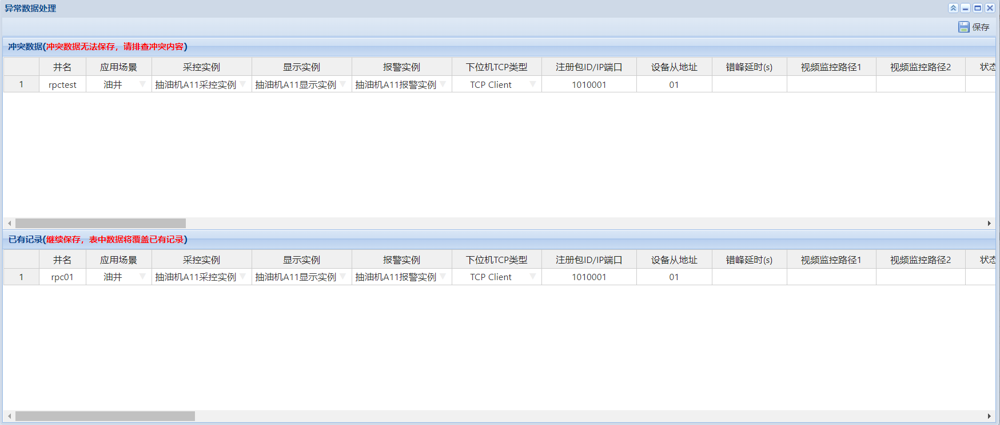 异常数据处理
保存
冲突数据(冲突数据无法保存，请排查冲突内容)
井名 应用场景 采控实例 显示实例 报警实例 下位机TCP类型 注册包ID/IP端口 设备从地址 错峰延时(s) 视频监控路径1 视频监控路径2 状态
1 rpctest 油井 抽油机A11采控实例 抽油机A11显示实例 抽油机A11报警实例 TCP Client 1010001 01
已有记录(继续保存，表中数据将覆盖已有记录)
井名 应用场景 采控实例 显示实例 报警实例 下位机TCP类型 注册包ID/IP端口 设备从地址 错峰延时(s) 视频监控路径1 视频监控路径2 状态
1 rpc01 油井 抽油机A11采控实例 抽油机A11显示实例 抽油机A11报警实例 TCP Client 1010001 01